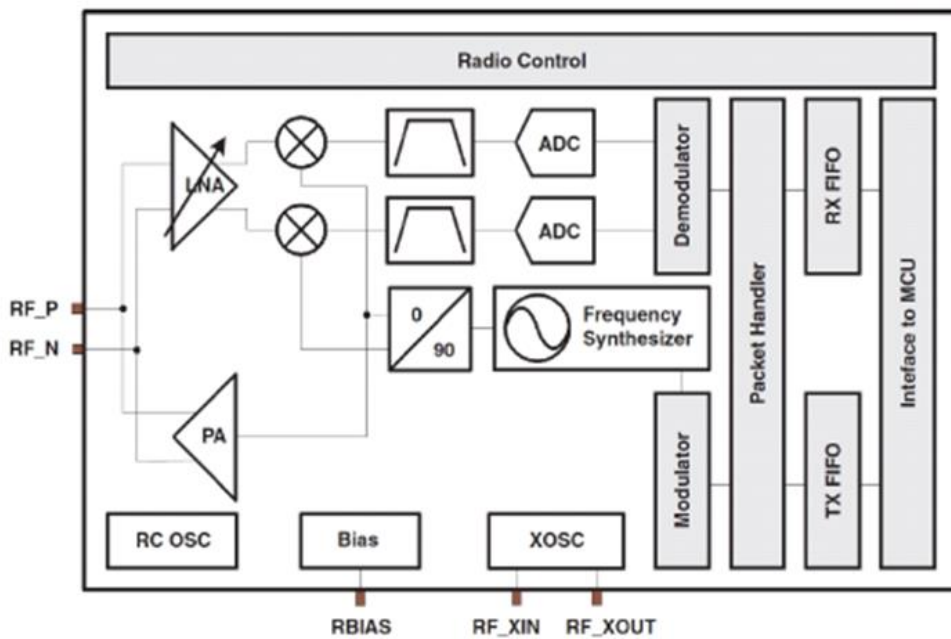 Radio Control
LNA
ADC
ADC
Demodulator
Packet Handler
RX FIFO
Inteface to MCU
RF_P
RF_N
0
90
Frequency
Synthesizer
PA
Modulator
TX FIFO
RC OSC
Bias
XOSC
RBIAS
RF_XIN
RF_XOUT